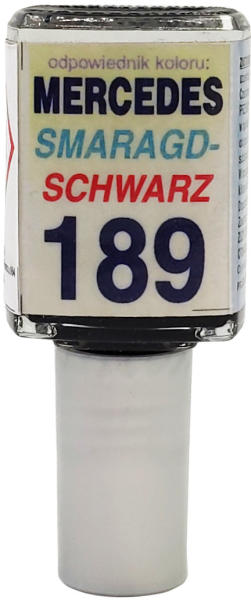 odpowiednik koloru:
MERCEDES
SMARAGD-
SCHWARZ
189